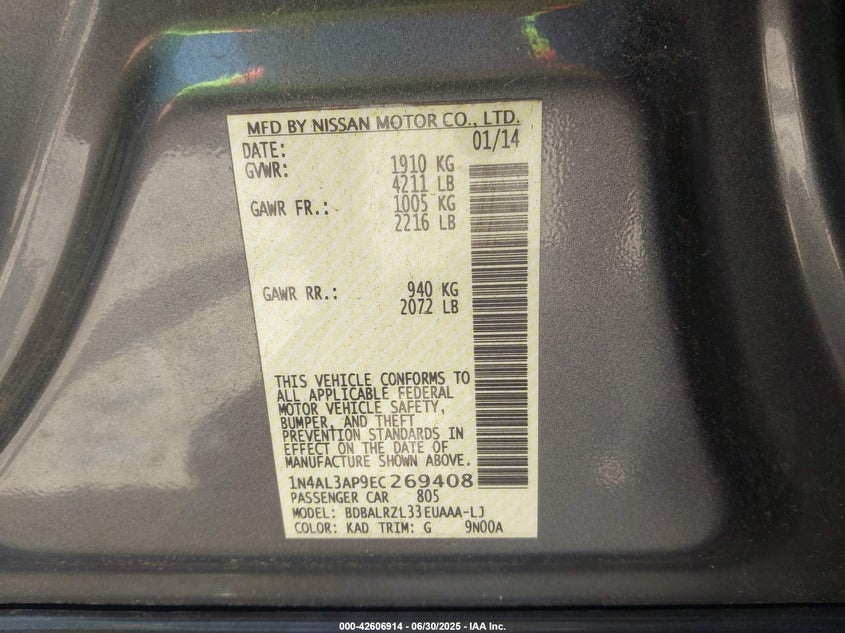 MFD BY NISSAN MOTOR CO., LTD.
DATE: 01/14
GVWR: 1910 KG
4211 LB
GAWR FR.: 1005 KG
2216 LB
GAWR RR.: 940 KG
2072 LB
THIS VEHICLE CONFORMS TO
ALL APPLICABLE FEDERAL
MOTOR VEHICLE SAFETY,
BUMPER, AND THEFT
PREVENTION STANDARDS IN
EFFECT ON THE DATE OF
MANUFACTURE SHOWN ABOVE.
1N4AL3AP9EC269408
PASSENGER CAR 805
MODEL: BDBALRZL33EUAAA-LJ
COLOR: KAD TRIM: G 9N00A
000-42606914 - 06/30/2025 - IAA Inc.